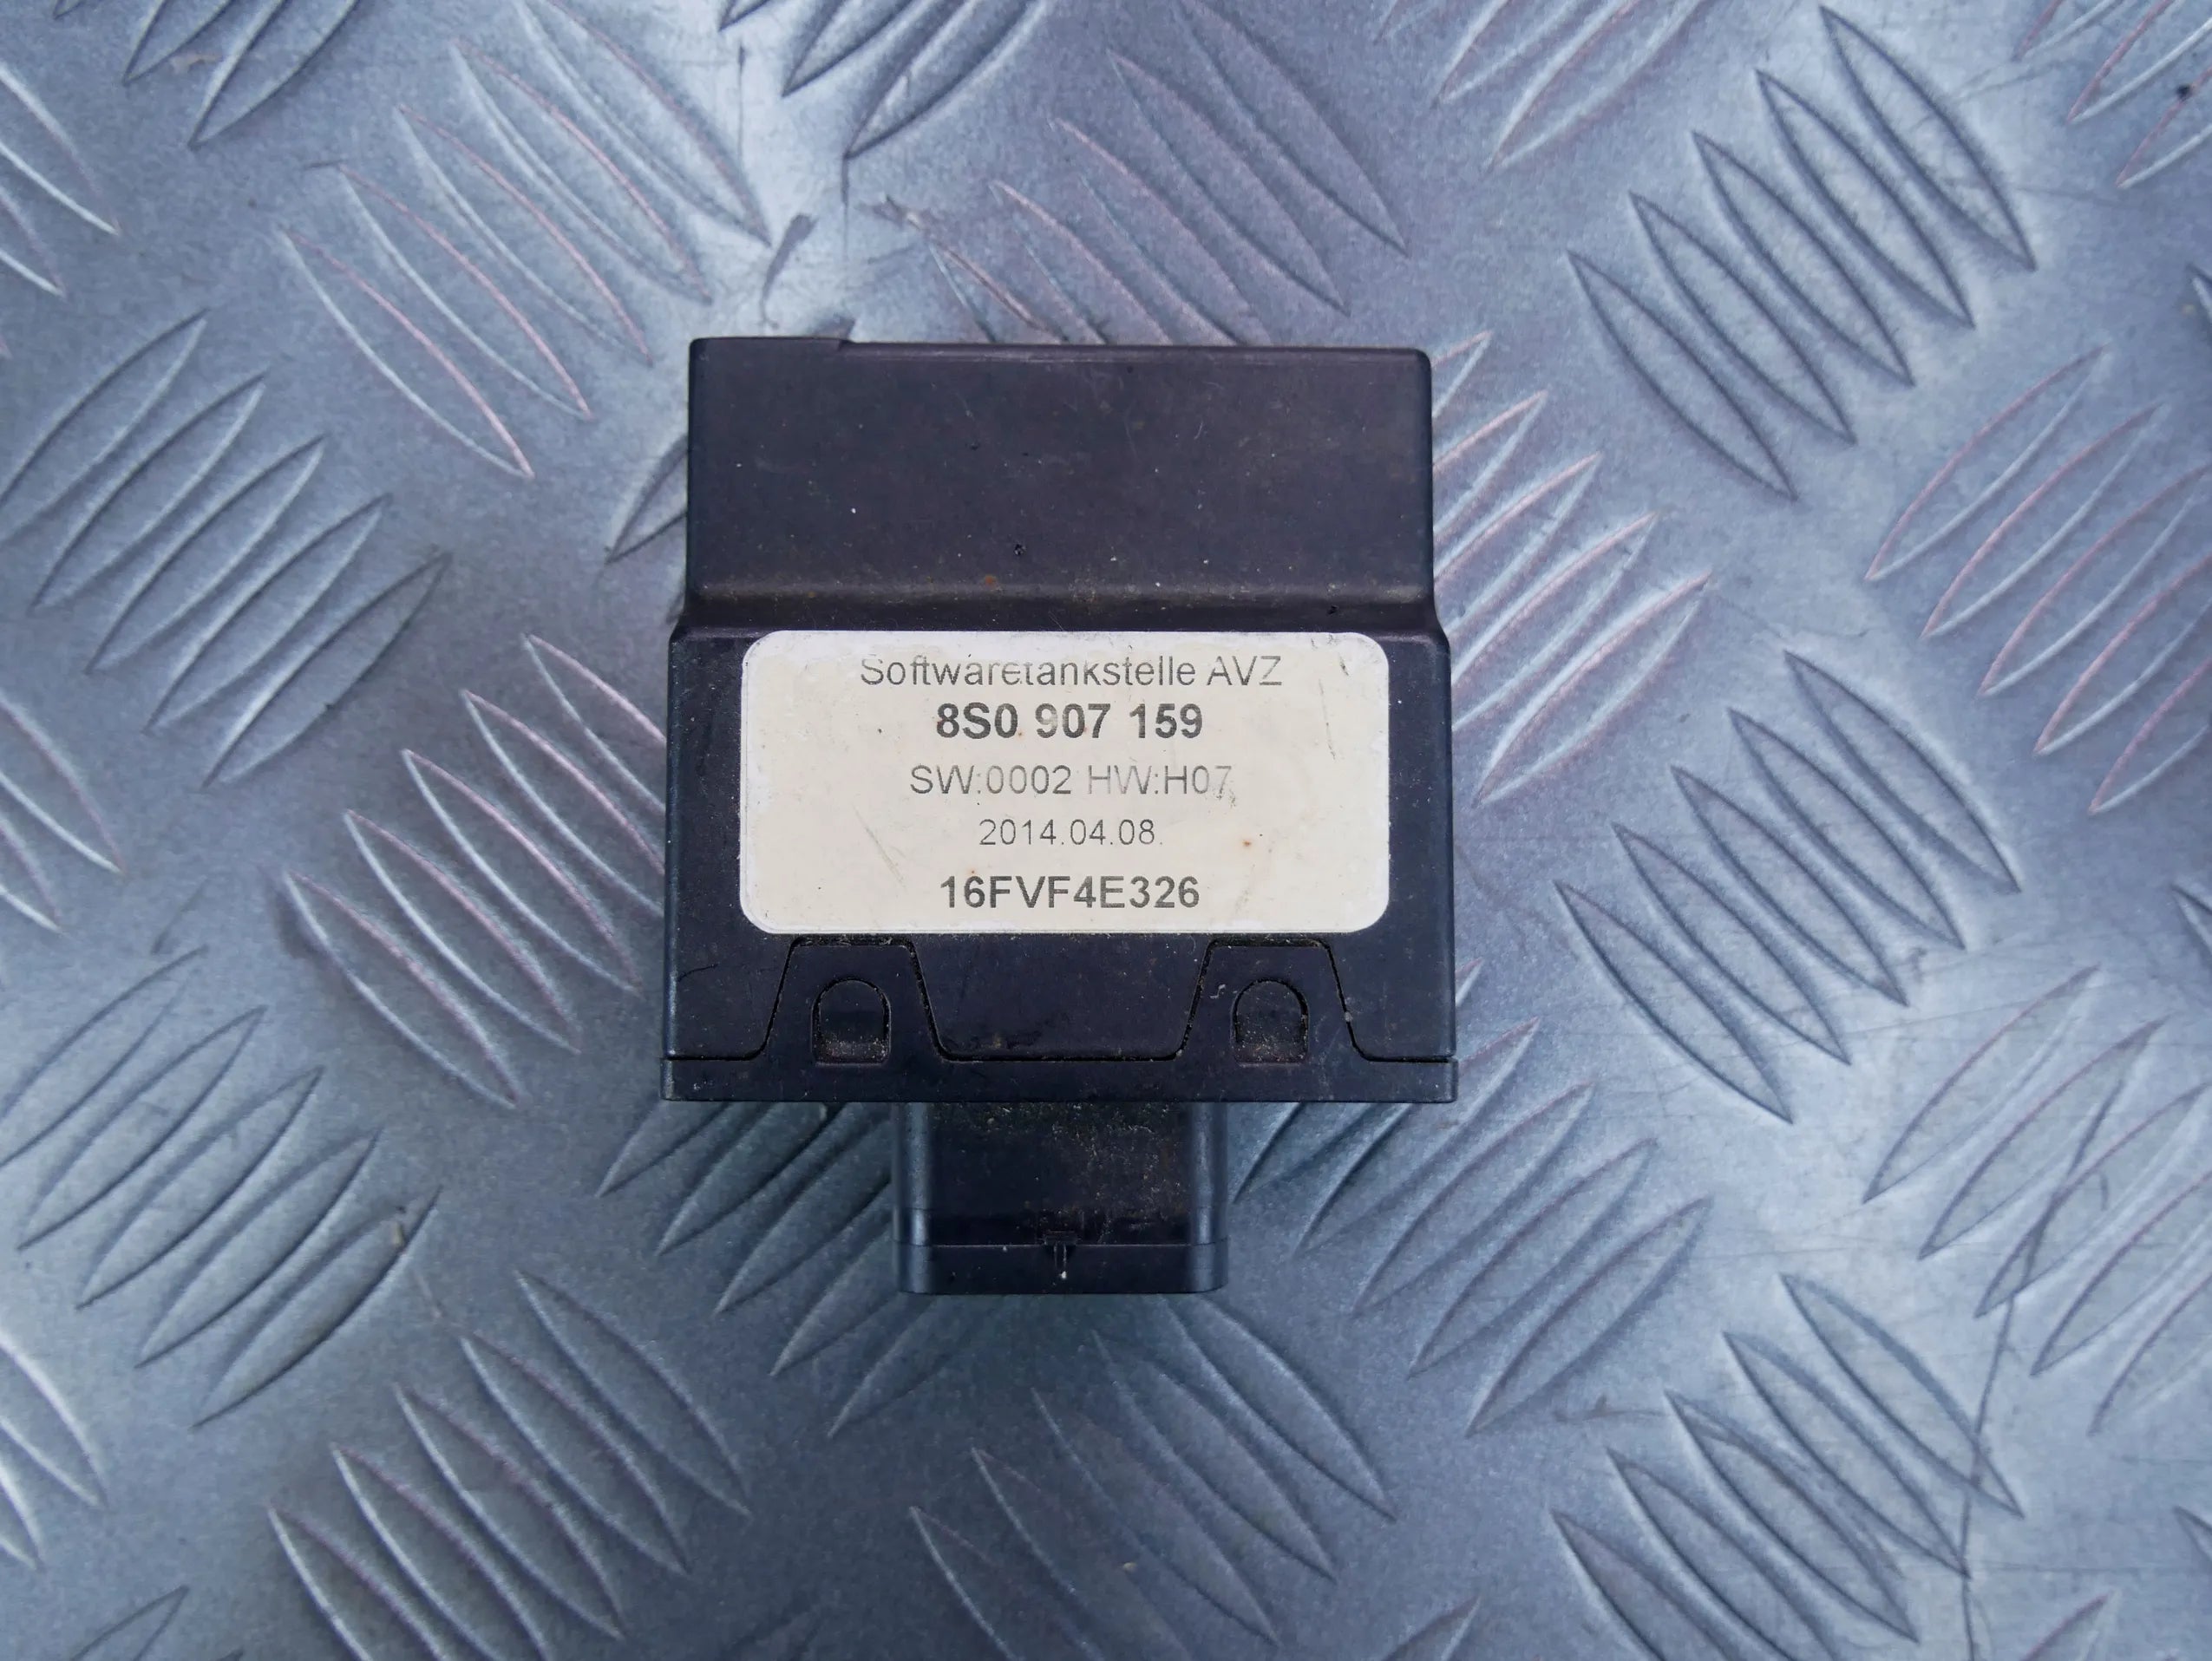 Softwaretankstelle AVZ
8S0 907 159
SW:0002 HW:H07
2014.04.08.
16FVF4E326